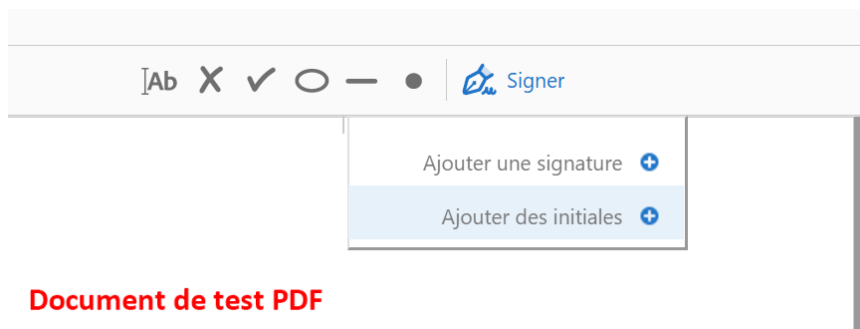 Ab
Signer
Ajouter une signature
Ajouter des initiales
Document de test PDF